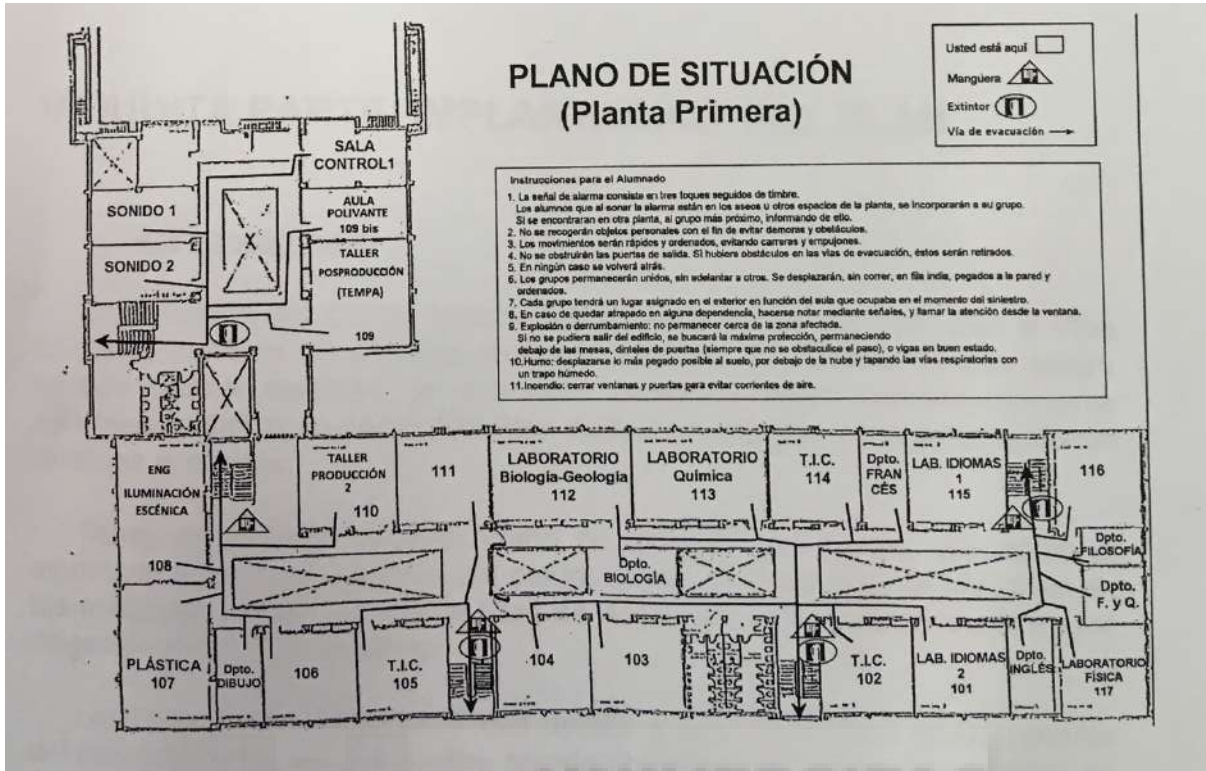 PLANO DE SITUACIÓN
(Planta Primera)
Usted está aquí
Manguera
Extintor
Vía de evacuación
Instrucciones para el Alumnado
1. La señal de alarma consiste en tres toques seguidos de timbre.
Los alumnos que al sonar la alarma están en los aseos u otros espacios de la planta, se incorporarán a su grupo.
Si se encontraran en otra planta, al grupo más próximo, informando de ello.
2. No se recogerán objetos personales con el fin de evitar demoras y obstáculos.
3. Los movimientos serán rápidos y ordenados, evitando carreras y empujones.
4. No se obstruirán las puertas de salida. Si hubiere obstáculos en las vías de evacuación, éstos serán retirados.
5. En ningún caso se volverá atrás.
6. Los grupos permanecerán unidos, sin adelantar a otros. Se desplazarán, sin correr, en fila india, pegados a la pared y
ordenados.
7. Cada grupo tendrá un lugar asignado en el exterior en función del aula que ocupaba en el momento del siniestro.
8. En caso de quedar atrapado en alguna dependencia, hacerse notar mediante señales, y llamar la atención desde la ventana.
9. Explosión o derrumbamiento: no permanecer cerca de la zona afectada.
Si no se pudiera salir del edificio, se buscará la máxima protección, permaneciendo
debajo de las mesas, dinteles de puertas (siempre que no se obstaculice el paso), o vigas en buen estado.
10.Humo: desplazarse lo más pegado posible al suelo, por debajo de la nube y tapando las vías respiratorias con
un trapo húmedo.
11.Incendio: cerrar ventanas y puertas para evitar corrientes de aire.
SALA
CONTROL1
AULA
POLIVANTE
109 bis
TALLER
POSPRODUCCIÓN
(TEMPA)
109
SONIDO 1
SONIDO 2
ENG
ILUMINACIÓN
ESCÉNICA
108
TALLER
PRODUCCIÓN
2
110
111
LABORATORIO
Biología-Geología
112
LABORATORIO
Química
113
T.I.C.
114
Dpto.
FRAN
CÉS
LAB. IDIOMAS
1
115
116
Dpto.
FILOSOFÍA
Dpto.
F. y Q.
Dpto.
BIOLOGÍA
PLÁSTICA
107
Dpto.
DIBUJO
106
T.I.C.
105
104
103
T.I.C.
102
LAB. IDIOMAS
2
101
Dpto.
INGLÉS
LABORATORIO
FÍSICA
117